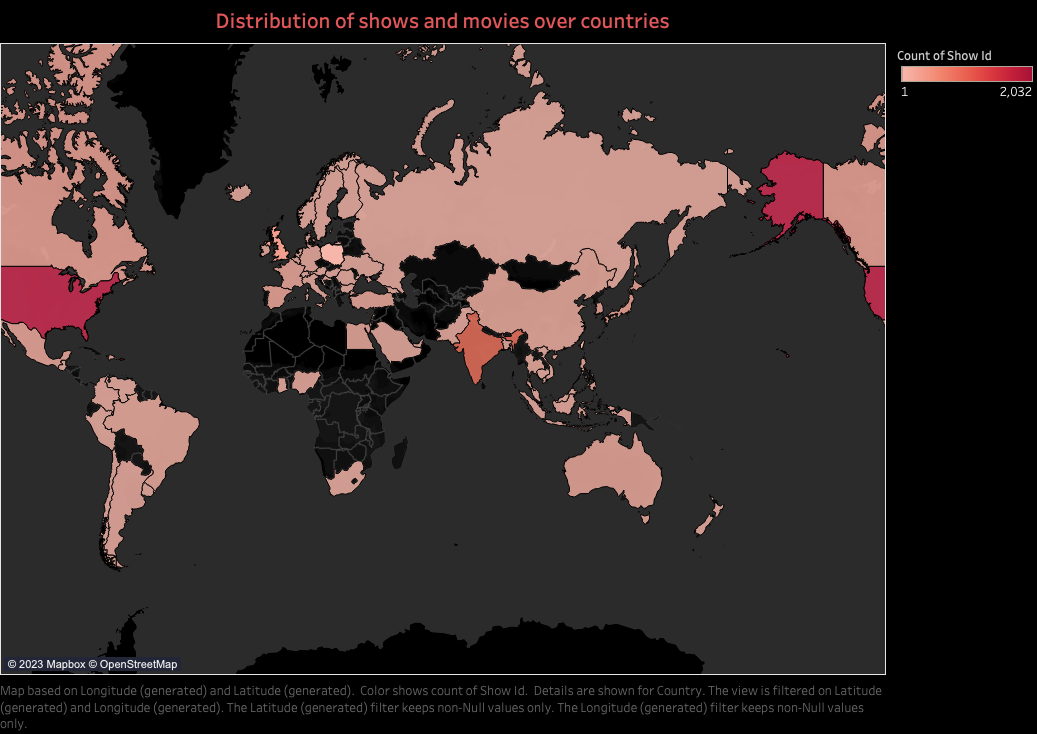 Distribution of shows and movies over countries
Count of Show Id
1 2,032
© 2023 Mapbox © OpenStreetMap
Map based on Longitude (generated) and Latitude (generated).  Color shows count of Show Id.  Details are shown for Country. The view is filtered on Latitude
(generated) and Longitude (generated). The Latitude (generated) filter keeps non-Null values only. The Longitude (generated) filter keeps non-Null values
only.